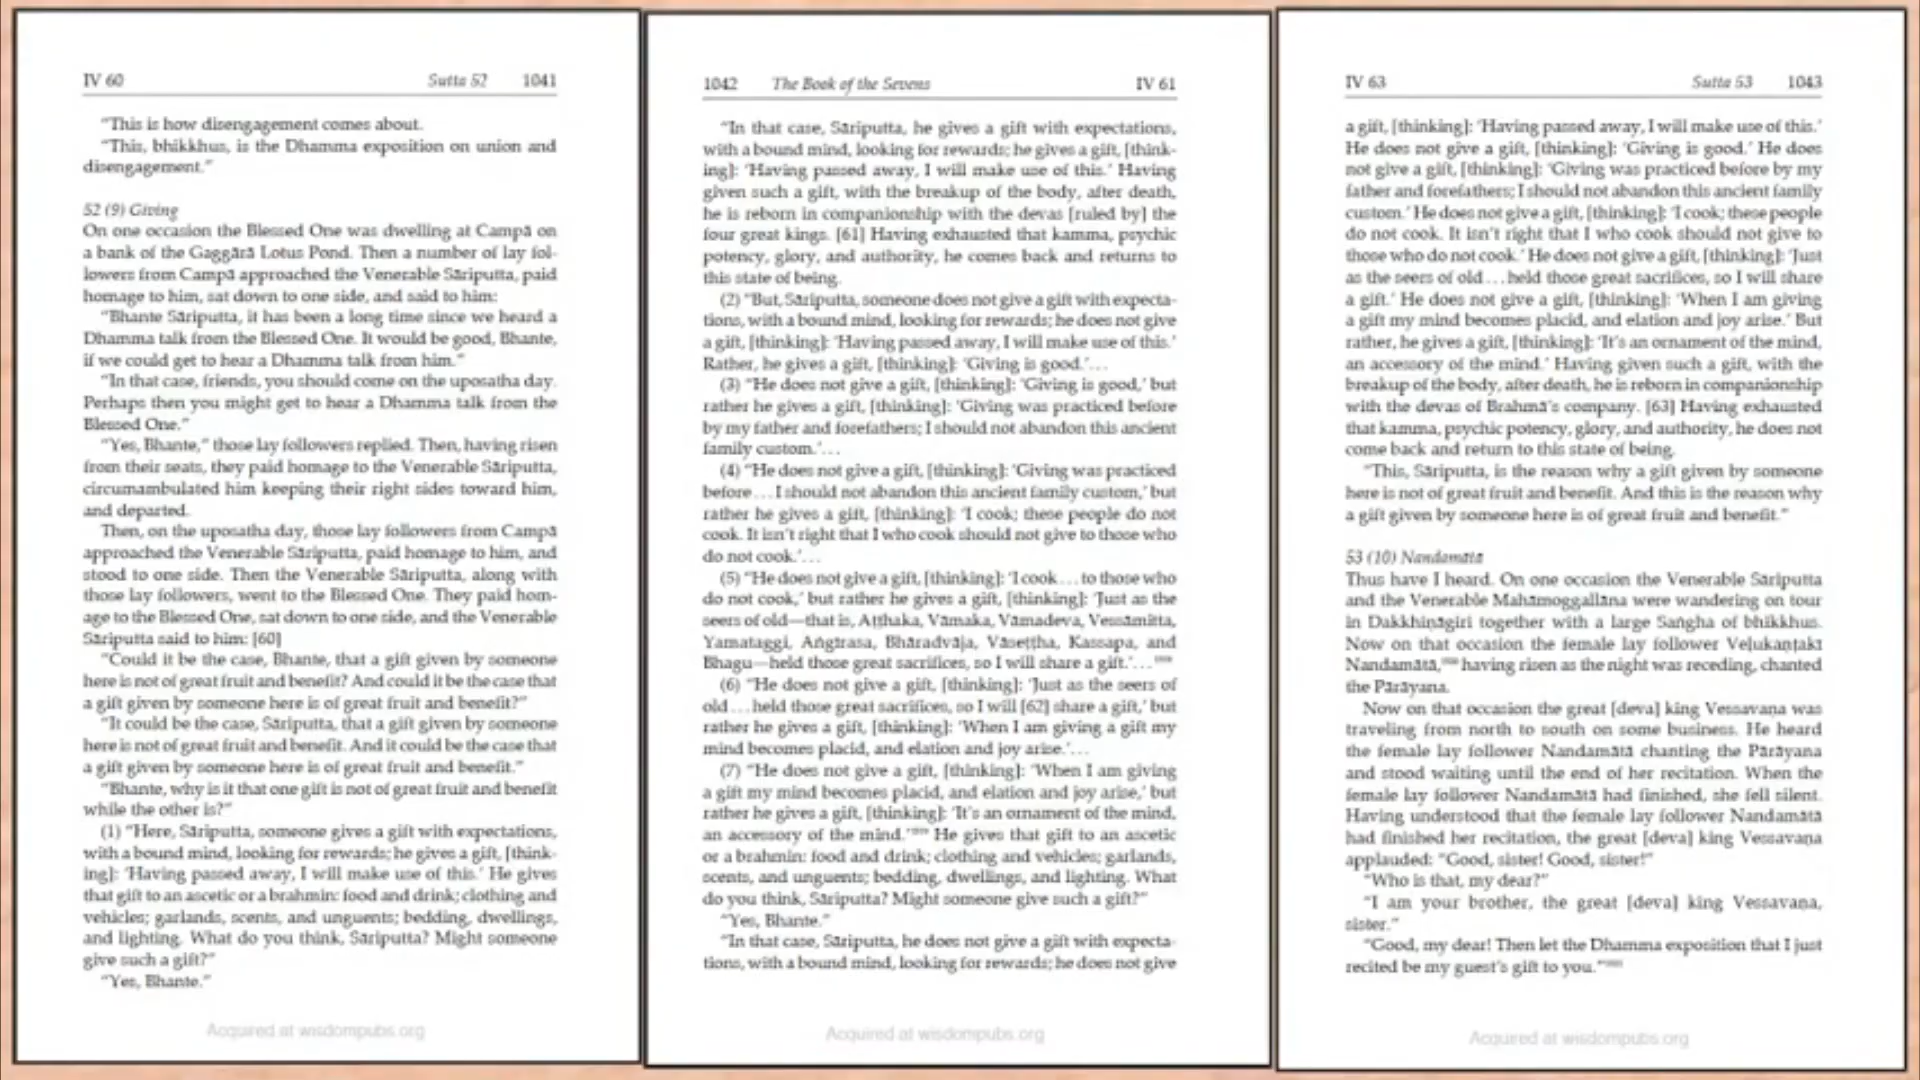 IV 60 Sutta 52 1041
“This is how disengagement comes about.
“This, bhikkhus, is the Dhamma exposition on union and
disengagement.”
52 (9) Giving
On one occasion the Blessed One was dwelling at Campā on
a bank of the Gaggārā Lotus Pond. Then a number of lay fol-
lowers from Campā approached the Venerable Sāriputta, paid
homage to him, sat down to one side, and said to him:
“Bhante Sāriputta, it has been a long time since we heard a
Dhamma talk from the Blessed One. It would be good, Bhante,
if we could get to hear a Dhamma talk from him.”
“In that case, friends, you should come on the uposatha day.
Perhaps then you might get to hear a Dhamma talk from the
Blessed One.”
“Yes, Bhante,” those lay followers replied. Then, having risen
from their seats, they paid homage to the Venerable Sāriputta,
circumambulated him keeping their right sides toward him,
and departed.
Then, on the uposatha day, those lay followers from Campā
approached the Venerable Sāriputta, paid homage to him, and
stood to one side. Then the Venerable Sāriputta, along with
those lay followers, went to the Blessed One. They paid hom-
age to the Blessed One, sat down to one side, and the Venerable
Sāriputta said to him: [60]
“Could it be the case, Bhante, that a gift given by someone
here is not of great fruit and benefit? And could it be the case that
a gift given by someone here is of great fruit and benefit?”
“It could be the case, Sāriputta, that a gift given by someone
here is not of great fruit and benefit. And it could be the case that
a gift given by someone here is of great fruit and benefit.”
“Bhante, why is it that one gift is not of great fruit and benefit
while the other is?”
(1) “Here, Sāriputta, someone gives a gift with expectations,
with a bound mind, looking for rewards; he gives a gift, [think-
ing]: ‘Having passed away, I will make use of this.’ He gives
that gift to an ascetic or a brahmin: food and drink; clothing and
vehicles; garlands, scents, and unguents; bedding, dwellings,
and lighting. What do you think, Sāriputta? Might someone
give such a gift?”
“Yes, Bhante.”
Acquired at wisdompubs.org
1042 The Book of the Sevens IV 61
“In that case, Sāriputta, he gives a gift with expectations,
with a bound mind, looking for rewards; he gives a gift, [think-
ing]: ‘Having passed away, I will make use of this.’ Having
given such a gift, with the breakup of the body, after death,
he is reborn in companionship with the devas [ruled by] the
four great kings. [61] Having exhausted that kamma, psychic
potency, glory, and authority, he comes back and returns to
this state of being.
(2) “But, Sāriputta, someone does not give a gift with expecta-
tions, with a bound mind, looking for rewards; he does not give
a gift, [thinking]: ‘Having passed away, I will make use of this.’
Rather, he gives a gift, [thinking]: ‘Giving is good.’…
(3) “He does not give a gift, [thinking]: ‘Giving is good,’ but
rather he gives a gift, [thinking]: ‘Giving was practiced before
by my father and forefathers; I should not abandon this ancient
family custom.’…
(4) “He does not give a gift, [thinking]: ‘Giving was practiced
before … I should not abandon this ancient family custom,’ but
rather he gives a gift, [thinking]: ‘I cook; these people do not
cook. It isn’t right that I who cook should not give to those who
do not cook.’…
(5) “He does not give a gift, [thinking]: ‘I cook … to those who
do not cook,’ but rather he gives a gift, [thinking]: ‘Just as the
seers of old—that is, Aṭṭhaka, Vāmaka, Vāmadeva, Vessāmitta,
Yamataggi, Aṅgīrasa, Bhāradvāja, Vāseṭṭha, Kassapa, and
Bhagu—held those great sacrifices, so I will share a gift.’…
(6) “He does not give a gift, [thinking]: ‘Just as the seers of
old … held those great sacrifices, so I will [62] share a gift,’ but
rather he gives a gift, [thinking]: ‘When I am giving a gift my
mind becomes placid, and elation and joy arise.’…
(7) “He does not give a gift, [thinking]: ‘When I am giving
a gift my mind becomes placid, and elation and joy arise,’ but
rather he gives a gift, [thinking]: ‘It’s an ornament of the mind,
an accessory of the mind.’ He gives that gift to an ascetic
or a brahmin: food and drink; clothing and vehicles; garlands,
scents, and unguents; bedding, dwellings, and lighting. What
do you think, Sāriputta? Might someone give such a gift?”
“Yes, Bhante.”
“In that case, Sāriputta, he does not give a gift with expecta-
tions, with a bound mind, looking for rewards; he does not give
Acquired at wisdompubs.org
IV 63 Sutta 53 1043
a gift, [thinking]: ‘Having passed away, I will make use of this.’
He does not give a gift, [thinking]: ‘Giving is good.’ He does
not give a gift, [thinking]: ‘Giving was practiced before by my
father and forefathers; I should not abandon this ancient family
custom.’ He does not give a gift, [thinking]: ‘I cook; these people
do not cook. It isn’t right that I who cook should not give to
those who do not cook.’ He does not give a gift, [thinking]: ‘Just
as the seers of old … held those great sacrifices, so I will share
a gift.’ He does not give a gift, [thinking]: ‘When I am giving
a gift my mind becomes placid, and elation and joy arise.’ But
rather, he gives a gift, [thinking]: ‘It’s an ornament of the mind,
an accessory of the mind.’ Having given such a gift, with the
breakup of the body, after death, he is reborn in companionship
with the devas of Brahmā’s company. [63] Having exhausted
that kamma, psychic potency, glory, and authority, he does not
come back and return to this state of being.
“This, Sāriputta, is the reason why a gift given by someone
here is not of great fruit and benefit. And this is the reason why
a gift given by someone here is of great fruit and benefit.”
53 (10) Nandamātā
Thus have I heard. On one occasion the Venerable Sāriputta
and the Venerable Mahāmoggallāna were wandering on tour
in Dakkhiṇāgiri together with a large Saṅgha of bhikkhus.
Now on that occasion the female lay follower Veḷukaṇṭakī
Nandamātā, having risen as the night was receding, chanted
the Pārāyana.
Now on that occasion the great [deva] king Vessavaṇa was
traveling from north to south on some business. He heard
the female lay follower Nandamātā chanting the Pārāyana
and stood waiting until the end of her recitation. When the
female lay follower Nandamātā had finished, she fell silent.
Having understood that the female lay follower Nandamātā
had finished her recitation, the great [deva] king Vessavaṇa
applauded: “Good, sister! Good, sister!”
“Who is that, my dear?”
“I am your brother, the great [deva] king Vessavaṇa,
sister.”
“Good, my dear! Then let the Dhamma exposition that I just
recited be my guest’s gift to you.”
Acquired at wisdompubs.org